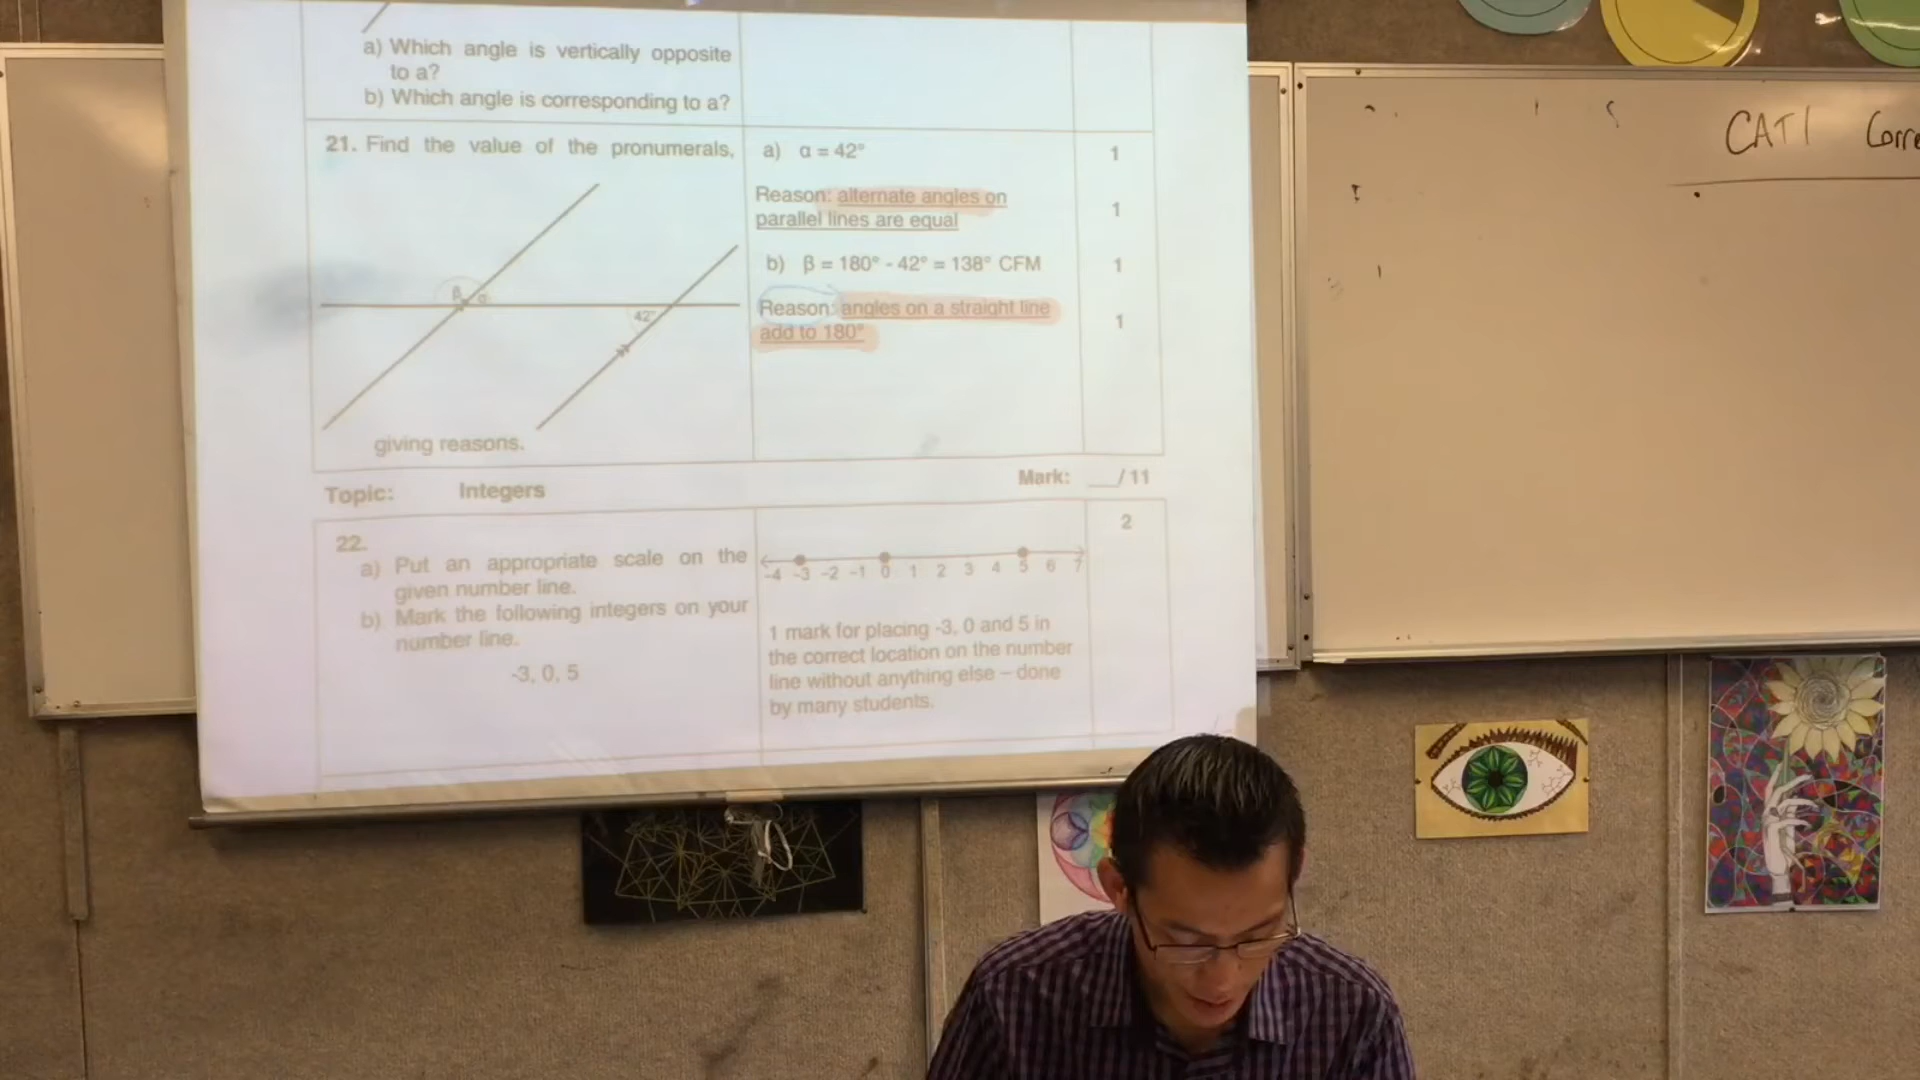 a) Which angle is vertically opposite
to a?
b) Which angle is corresponding to a?
21. Find the value of the pronumerals,
β α
42°
giving reasons.
a) α = 42°
1
Reason: alternate angles on
parallel lines are equal
1
b) β = 180° - 42° = 138° CFM
1
Reason: angles on a straight line
add to 180°
1
Mark: ___/11
Topic: Integers
22.
a) Put an appropriate scale on the
given number line.
b) Mark the following integers on your
number line.
-3, 0, 5
-4 -3 -2 -1 0 1 2 3 4 5 6 7
2
1 mark for placing -3, 0 and 5 in
the correct location on the number
line without anything else – done
by many students.
CAT1 Corre